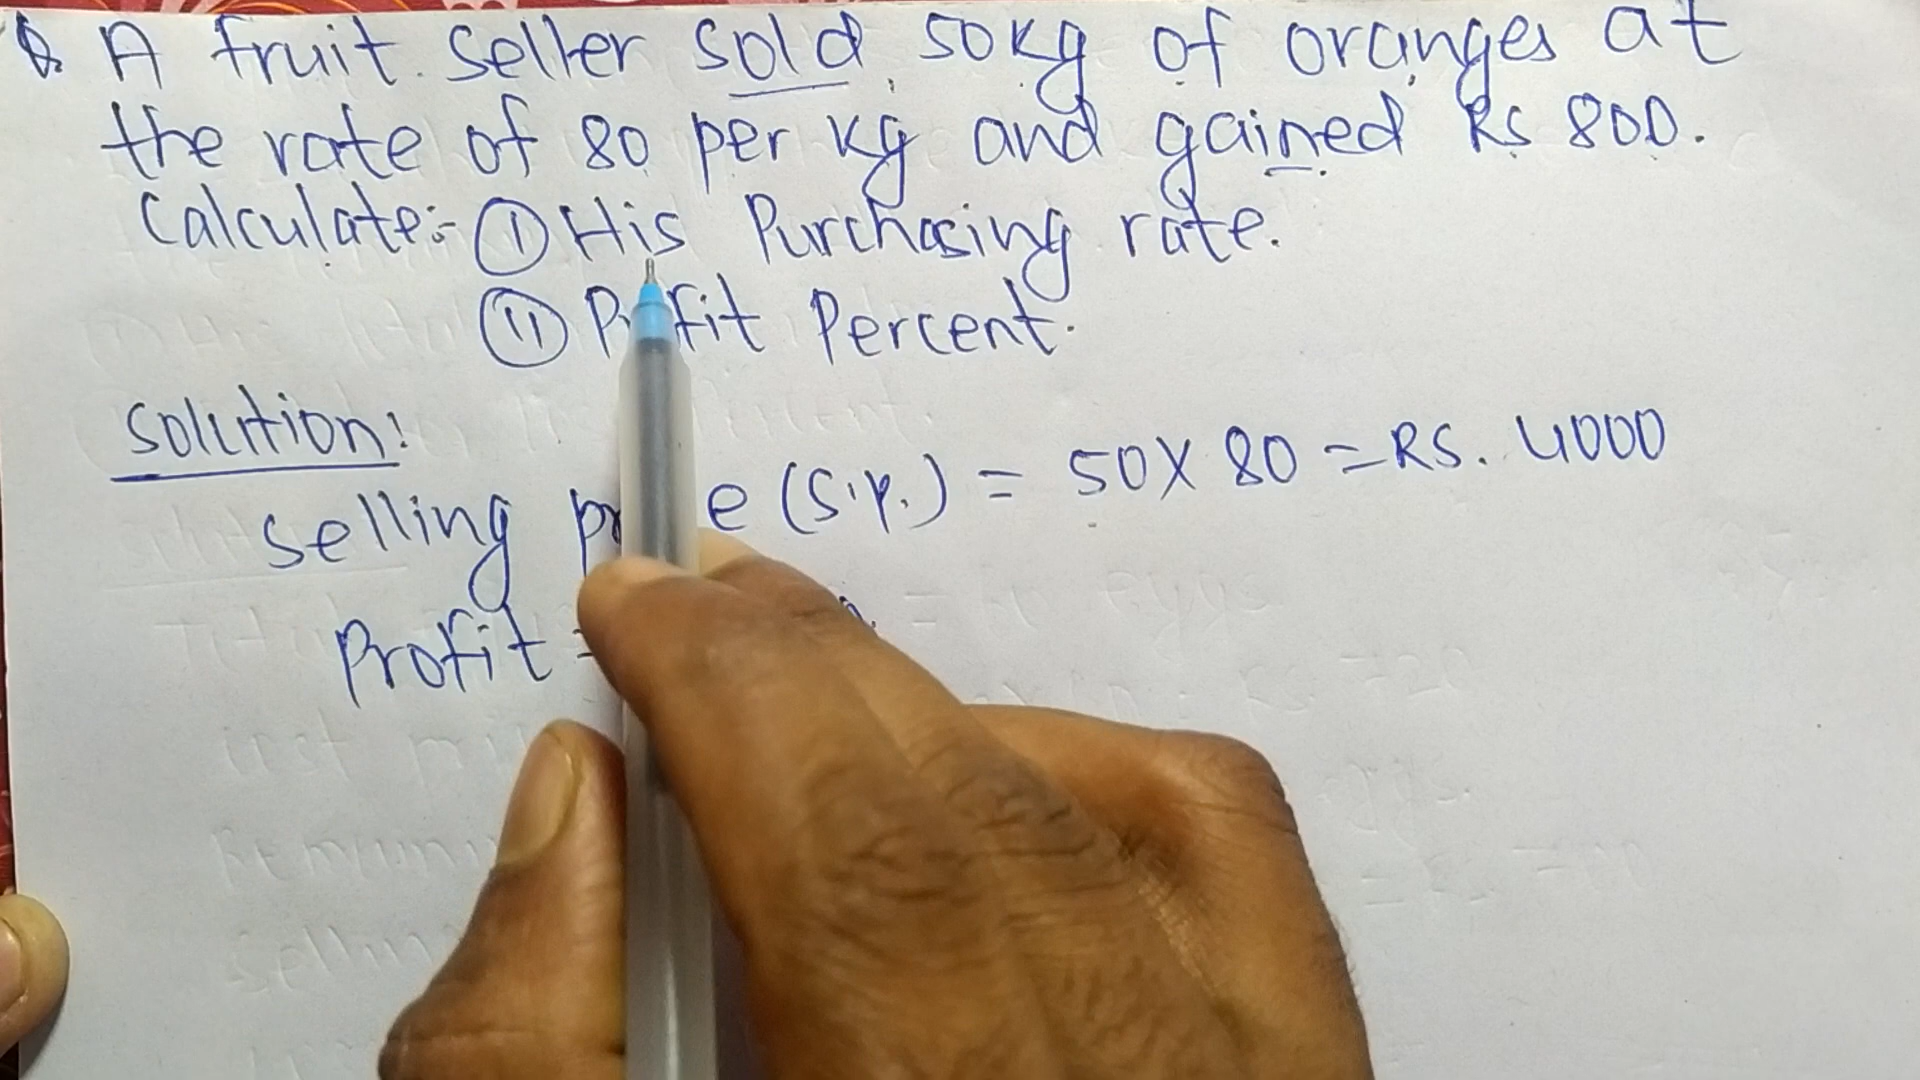 Q. A fruit seller sold 50kg of oranges at
the rate of 80 per kg and gained Rs 800.
Calculate:- (I) His Purchasing rate.
(II) Profit Percent.
Solution:
Selling (S.P.) = 50 X 80 = RS. 4000
Profit =